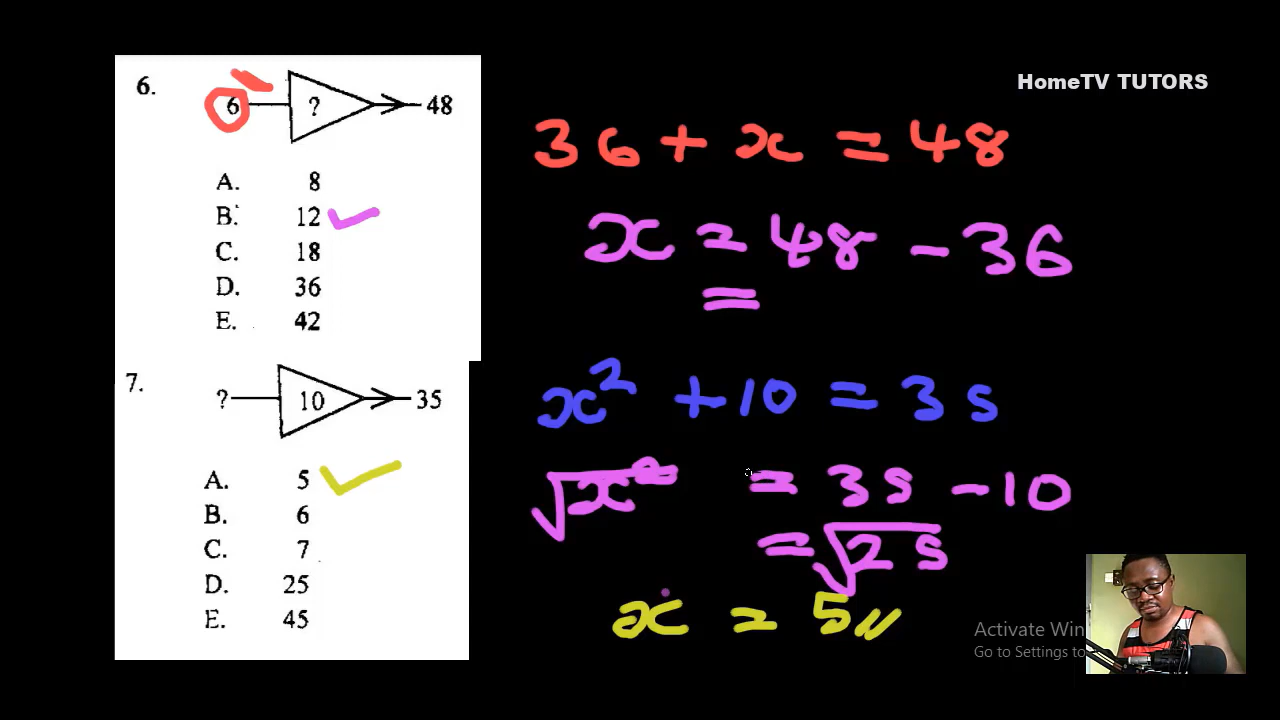 HomeTV TUTORS
6.
6 ? 48
A. 8
B. 12
C. 18
D. 36
E. 42
7.
? 10 35
A. 5
B. 6
C. 7
D. 25
E. 45
36 + x = 48
x = 48 - 36
=
x² + 10 = 35
√x² = 35 - 10
= √25
x = 5
Activate Win
Go to Settings to